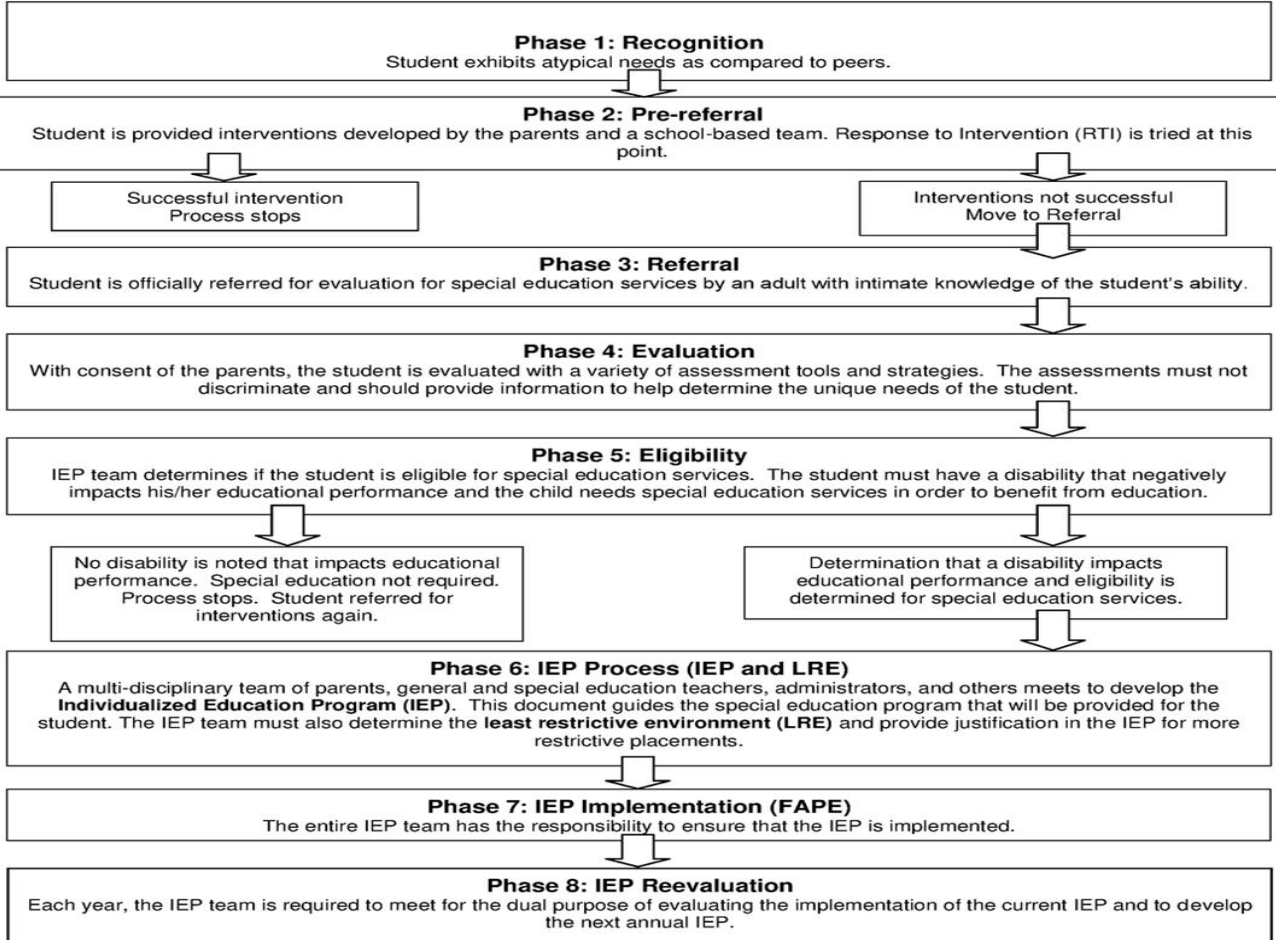 Phase 1: Recognition
Student exhibits atypical needs as compared to peers.
Phase 2: Pre-referral
Student is provided interventions developed by the parents and a school-based team. Response to Intervention (RTI) is tried at this
point.
Successful intervention
Process stops
Interventions not successful
Move to Referral
Phase 3: Referral
Student is officially referred for evaluation for special education services by an adult with intimate knowledge of the student's ability.
Phase 4: Evaluation
With consent of the parents, the student is evaluated with a variety of assessment tools and strategies. The assessments must not
discriminate and should provide information to help determine the unique needs of the student.
Phase 5: Eligibility
IEP team determines if the student is eligible for special education services. The student must have a disability that negatively
impacts his/her educational performance and the child needs special education services in order to benefit from education.
No disability is noted that impacts educational
performance. Special education not required.
Process stops. Student referred for
interventions again.
Determination that a disability impacts
educational performance and eligibility is
determined for special education services.
Phase 6: IEP Process (IEP and LRE)
A multi-disciplinary team of parents, general and special education teachers, administrators, and others meets to develop the
Individualized Education Program (IEP). This document guides the special education program that will be provided for the
student. The IEP team must also determine the least restrictive environment (LRE) and provide justification in the IEP for more
restrictive placements.
Phase 7: IEP Implementation (FAPE)
The entire IEP team has the responsibility to ensure that the IEP is implemented.
Phase 8: IEP Reevaluation
Each year, the IEP team is required to meet for the dual purpose of evaluating the implementation of the current IEP and to develop
the next annual IEP.